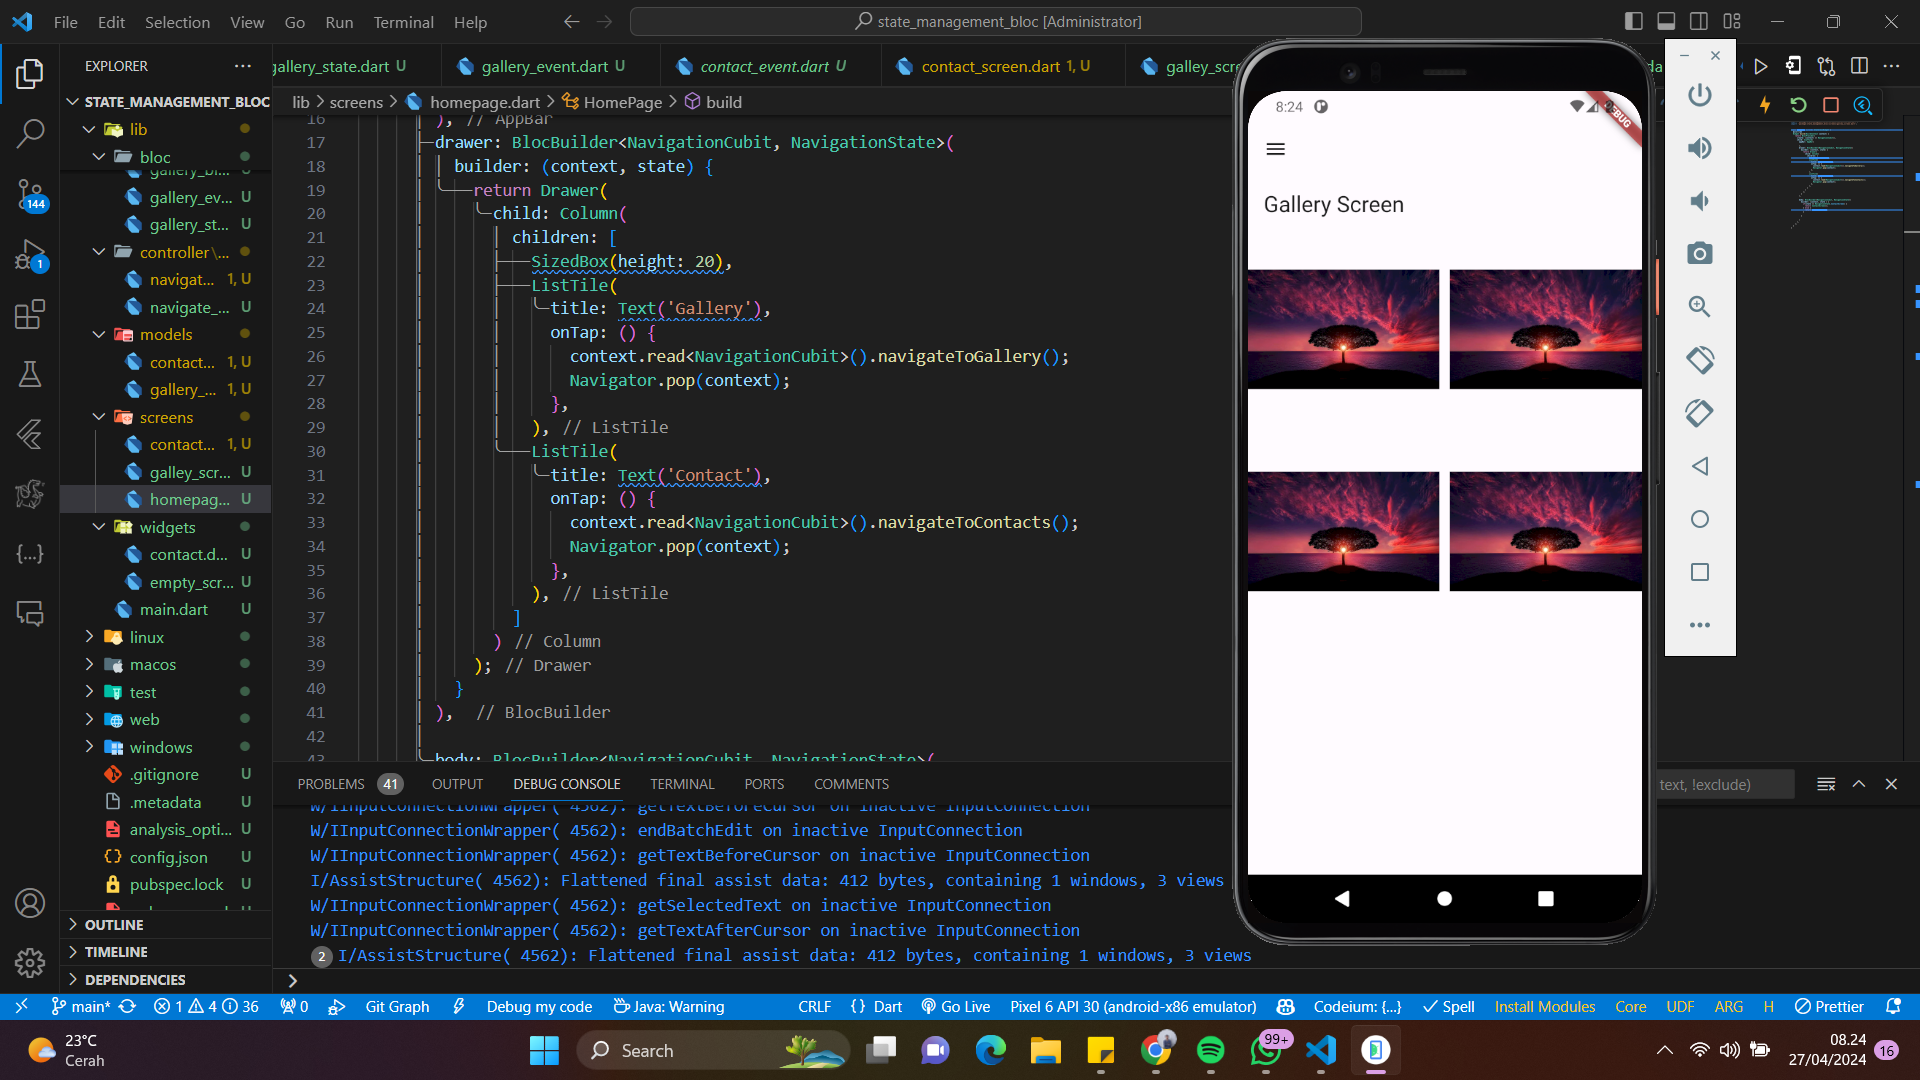 File Edit Selection View Go Run Terminal Help
state_management_bloc [Administrator]
EXPLORER
gallery_state.dart U
gallery_event.dart U
contact_event.dart U
contact_screen.dart 1, U
galley_scr
STATE_MANAGEMENT_BLOC
lib > screens > homepage.dart > HomePage > build
lib
bloc
gallery_bl...
gallery_ev... U
gallery_st... U
controller\...
navigat... 1, U
navigate_... U
models
contact... 1, U
gallery_... 1, U
screens
contact... 1, U
galley_scr... U
homepag... U
widgets
contact.d... U
empty_scr... U
main.dart U
linux
macos
test
web
windows
.gitignore U
.metadata U
analysis_opti... U
config.json U
pubspec.lock U
OUTLINE
TIMELINE
DEPENDENCIES
144
1
16 ), // AppBar
17 drawer: BlocBuilder<NavigationCubit, NavigationState>(
18 builder: (context, state) {
19 return Drawer(
20 child: Column(
21 children: [
22 SizedBox(height: 20),
23 ListTile(
24 title: Text('Gallery'),
25 onTap: () {
26 context.read<NavigationCubit>().navigateToGallery();
27 Navigator.pop(context);
28 },
29 ), // ListTile
30 ListTile(
31 title: Text('Contact'),
32 onTap: () {
33 context.read<NavigationCubit>().navigateToContacts();
34 Navigator.pop(context);
35 },
36 ), // ListTile
37 ]
38 ) // Column
39 ); // Drawer
40 }
41 ), // BlocBuilder
42
43 body: BlocBuilder<NavigationCubit, NavigationState>(
PROBLEMS 41 OUTPUT DEBUG CONSOLE TERMINAL PORTS COMMENTS
text, !exclude)
W/IInputConnectionWrapper( 4562): getTextBeforeCursor on inactive InputConnection
W/IInputConnectionWrapper( 4562): endBatchEdit on inactive InputConnection
W/IInputConnectionWrapper( 4562): getTextBeforeCursor on inactive InputConnection
I/AssistStructure( 4562): Flattened final assist data: 412 bytes, containing 1 windows, 3 views
W/IInputConnectionWrapper( 4562): getSelectedText on inactive InputConnection
W/IInputConnectionWrapper( 4562): getTextAfterCursor on inactive InputConnection
2 I/AssistStructure( 4562): Flattened final assist data: 412 bytes, containing 1 windows, 3 views
8:24
Gallery Screen
main* 1 4 36 0 Git Graph Debug my code Java: Warning CRLF {} Dart Go Live Pixel 6 API 30 (android-x86 emulator) Codeium: {...} Spell Install Modules Core UDF ARG H Prettier
23°C
Cerah
Search
99+
08.24
27/04/2024
16